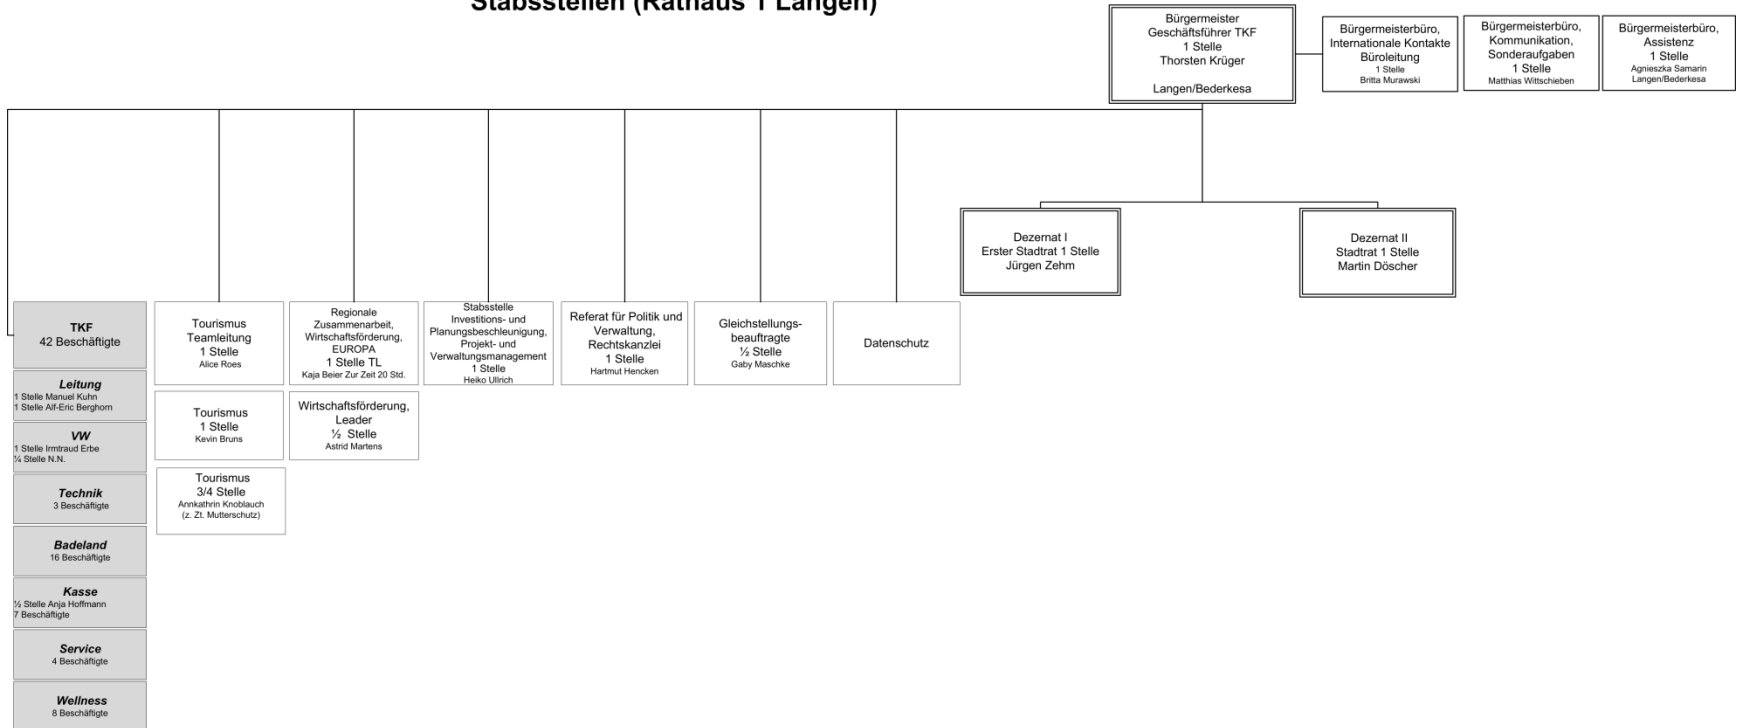 Stabsstellen (Rathaus 1 Langen)
Bürgermeister
Geschäftsführer TKF
1 Stelle
Thorsten Krüger
Langen/Bederkesa
Bürgermeisterbüro,
Internationale Kontakte
Büroleitung
1 Stelle
Britta Murawski
Bürgermeisterbüro,
Kommunikation,
Sonderaufgaben
1 Stelle
Matthias Wittschieben
Bürgermeisterbüro,
Assistenz
1 Stelle
Agnieszka Samarin
Langen/Bederkesa
Dezernat I
Erster Stadtrat 1 Stelle
Jürgen Zehm
Dezernat II
Stadtrat 1 Stelle
Martin Döscher
TKF
42 Beschäftigte
Leitung
1 Stelle Manuel Kuhn
1 Stelle Alf-Eric Berghorn
VW
1 Stelle Irmtraud Erbe
¼ Stelle N.N.
Technik
3 Beschäftigte
Badeland
16 Beschäftigte
Kasse
½ Stelle Anja Hoffmann
7 Beschäftigte
Service
4 Beschäftigte
Wellness
8 Beschäftigte
Tourismus
Teamleitung
1 Stelle
Alice Roes
Tourismus
1 Stelle
Kevin Bruns
Tourismus
3/4 Stelle
Annkathrin Knoblauch
(z. Zt. Mutterschutz)
Regionale
Zusammenarbeit,
Wirtschaftsförderung,
EUROPA
1 Stelle TL
Kaja Beier Zur Zeit 20 Std.
Wirtschaftsförderung,
Leader
½ Stelle
Astrid Martens
Stabsstelle
Investitions- und
Planungsbeschleunigung,
Projekt- und
Verwaltungsmanagement
1 Stelle
Heiko Ullrich
Referat für Politik und
Verwaltung,
Rechtskanzlei
1 Stelle
Hartmut Hencken
Gleichstellungs-
beauftragte
½ Stelle
Gaby Maschke
Datenschutz